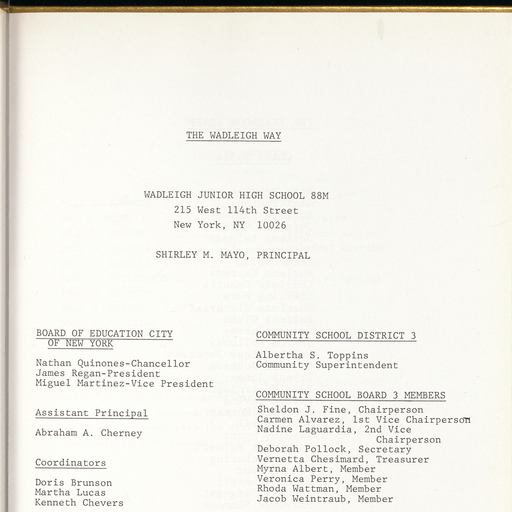 THE WADLEIGH WAY
WADLEIGH JUNIOR HIGH SCHOOL 88M
215 West 114th Street
New York, NY 10026
SHIRLEY M. MAYO, PRINCIPAL
BOARD OF EDUCATION CITY
OF NEW YORK
Nathan Quinones-Chancellor
James Regan-President
Miguel Martinez-Vice President
Assistant Principal
Abraham A. Cherney
Coordinators
Doris Brunson
Martha Lucas
Kenneth Chevers
COMMUNITY SCHOOL DISTRICT 3
Albertha S. Toppins
Community Superintendent
COMMUNITY SCHOOL BOARD 3 MEMBERS
Sheldon J. Fine, Chairperson
Carmen Alvarez, 1st Vice Chairperson
Nadine Laguardia, 2nd Vice
Chairperson
Deborah Pollock, Secretary
Vernetta Chesimard, Treasurer
Myrna Albert, Member
Veronica Perry, Member
Rhoda Wattman, Member
Jacob Weintraub, Member